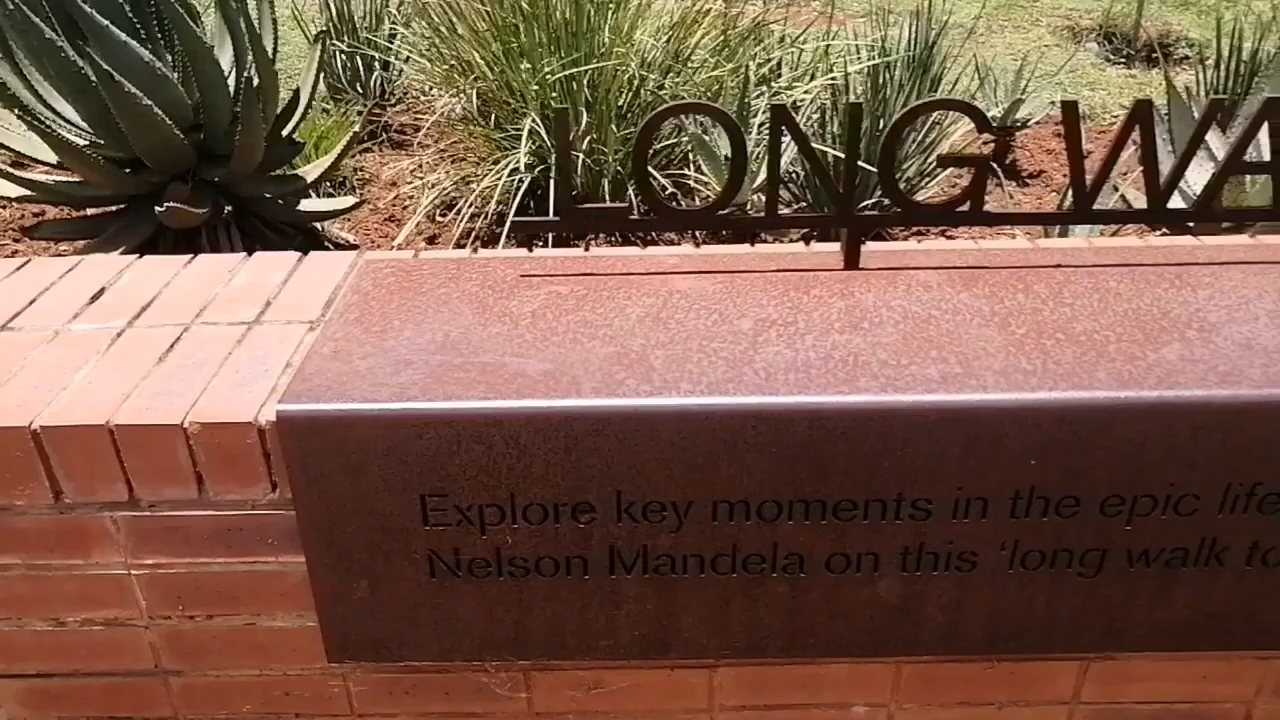 LONG WA
Explore key moments in the epic life
Nelson Mandela on this ‘long walk to